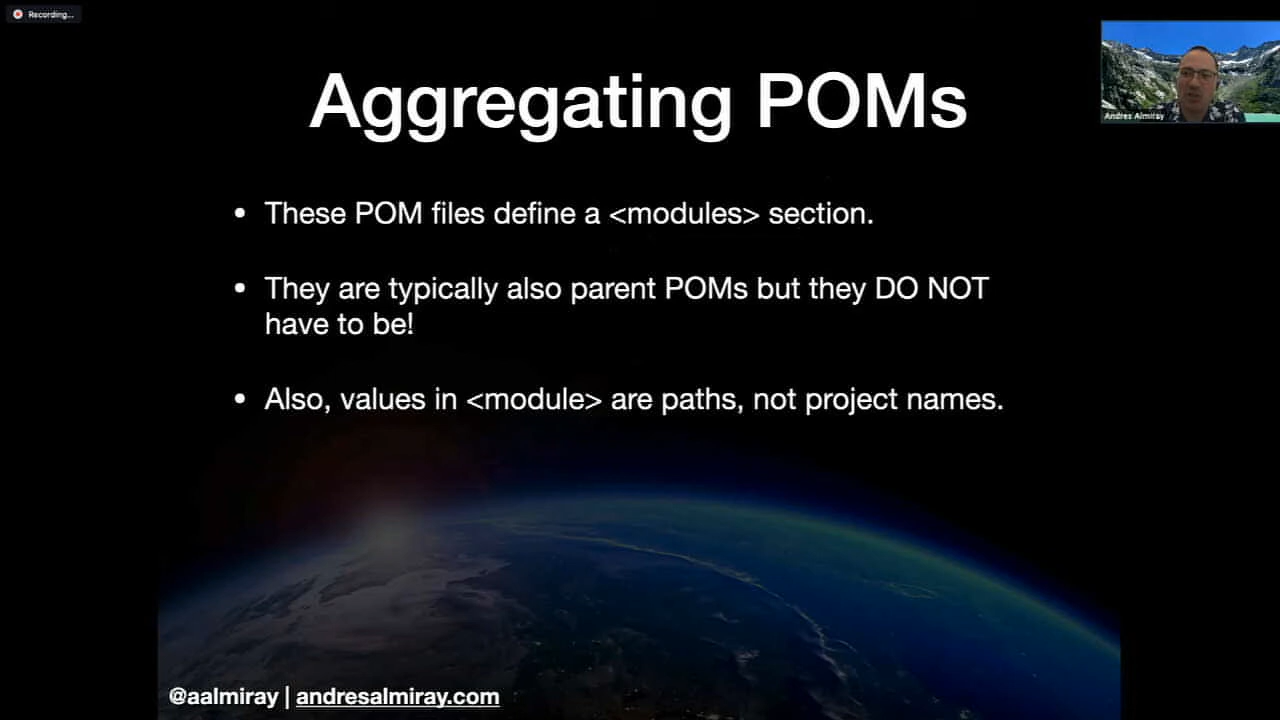 Recording...
Andres Almiray
Aggregating POMs
• These POM files define a <modules> section.
• They are typically also parent POMs but they DO NOT
have to be!
• Also, values in <module> are paths, not project names.
@aalmiray | andresalmiray.com